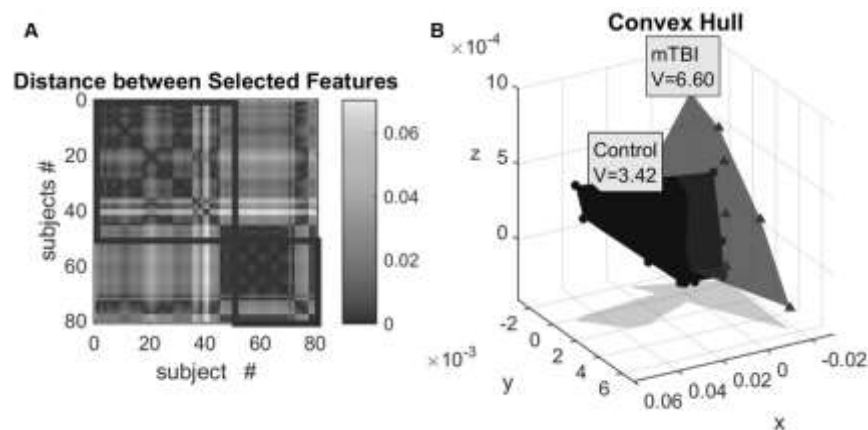 A
Distance between Selected Features
0
20
40
60
80
subjects #
0 20 40 60 80
subject #
0.06
0.04
0.02
0
B
Convex Hull
×10⁻⁴
mTBI
V=6.60
Control
V=3.42
10
5
0
z
-2
0
2
4
6
×10⁻³
y
0.06 0.04 0.02 0 -0.02
x